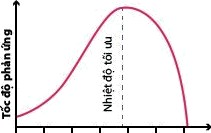 Tốc độ phản ứng
Nhiệt độ tối ưu